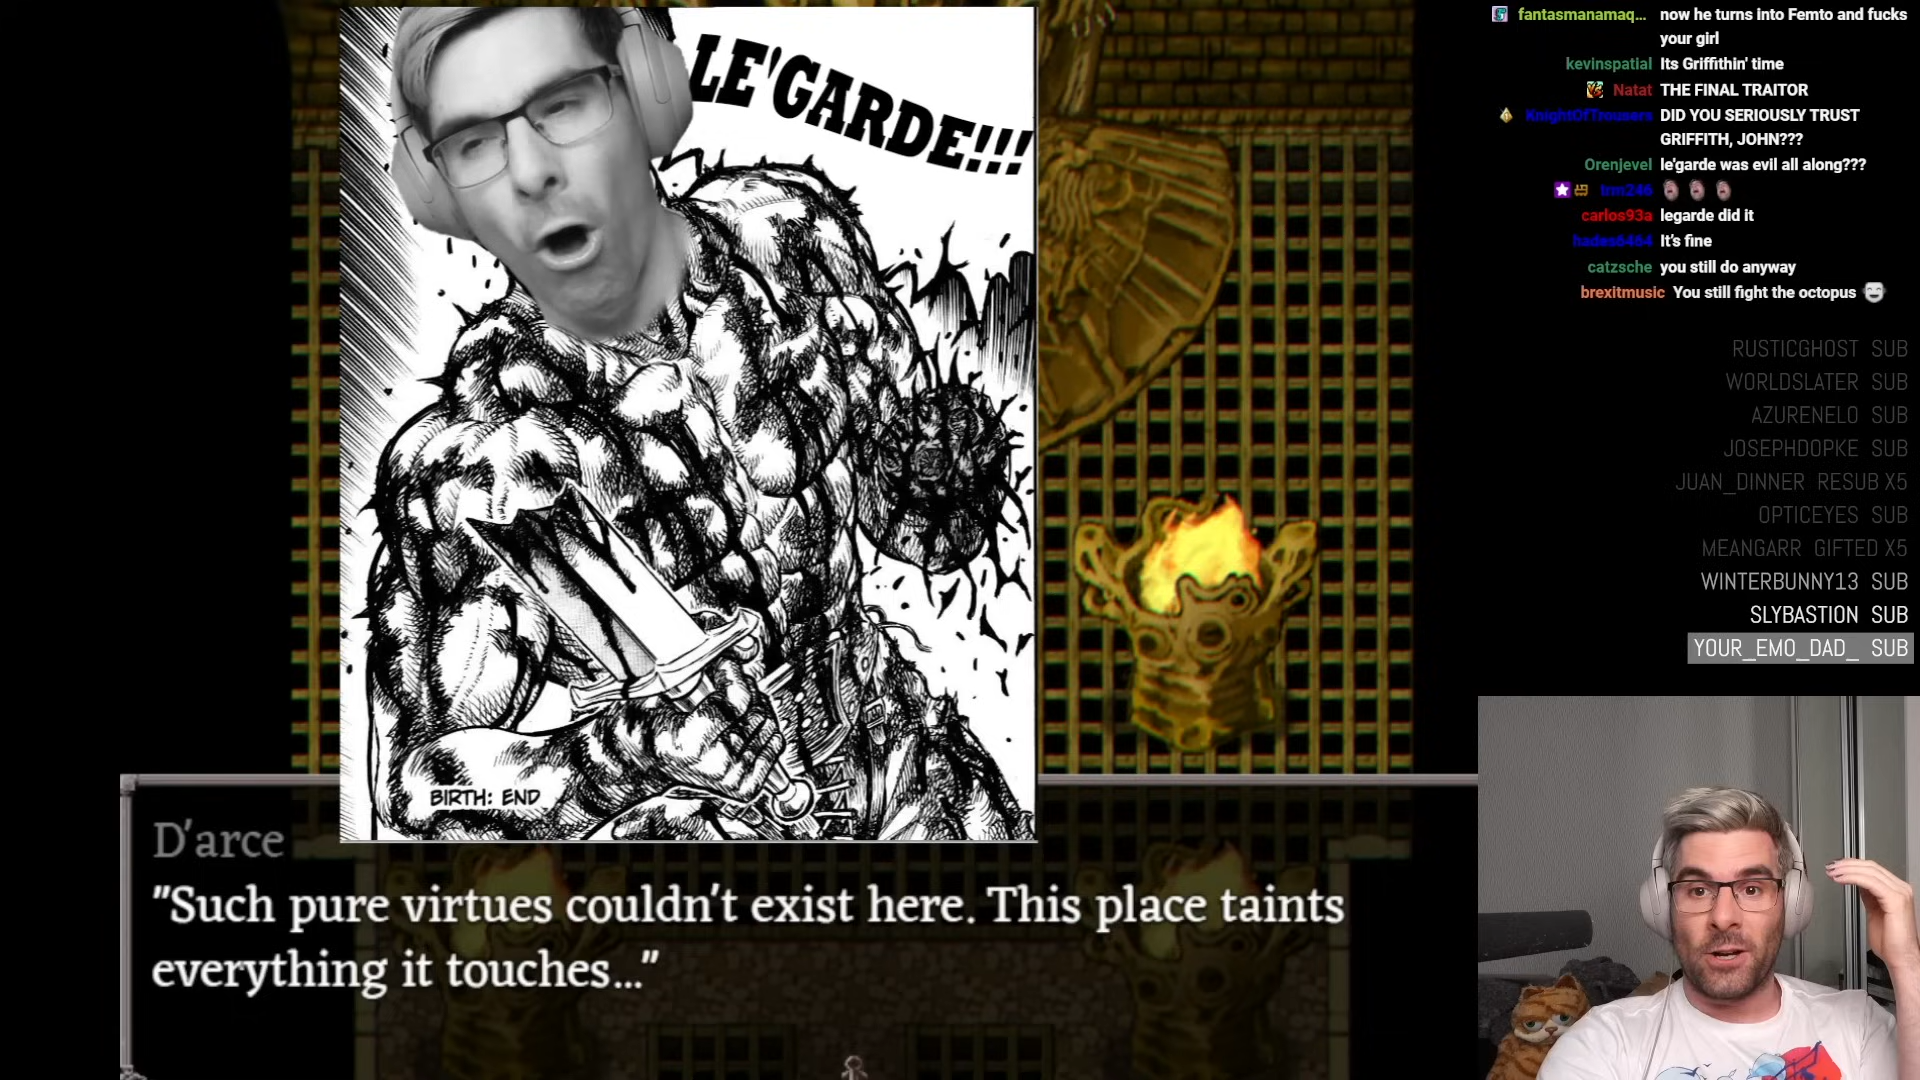 LE'GARDE!!!
BIRTH: END
D'arce
"Such pure virtues couldn't exist here. This place taints
everything it touches..."
fantasmanamaq... now he turns into Femto and fucks
your girl
kevinspatial Its Griffithin' time
Natat THE FINAL TRAITOR
KnightOfTrousers DID YOU SERIOUSLY TRUST
GRIFFITH, JOHN???
Orenjevel le'garde was evil all along???
trm246
carlos93a legarde did it
hades6464 It's fine
catzsche you still do anyway
brexitmusic You still fight the octopus
RUSTICGHOST SUB
WORLDSLATER SUB
AZURENELO SUB
JOSEPHDOPKE SUB
JUAN_DINNER RESUB X5
OPTICEYES SUB
MEANGARR GIFTED X5
WINTERBUNNY13 SUB
SLYBASTION SUB
YOUR_EMO_DAD_ SUB